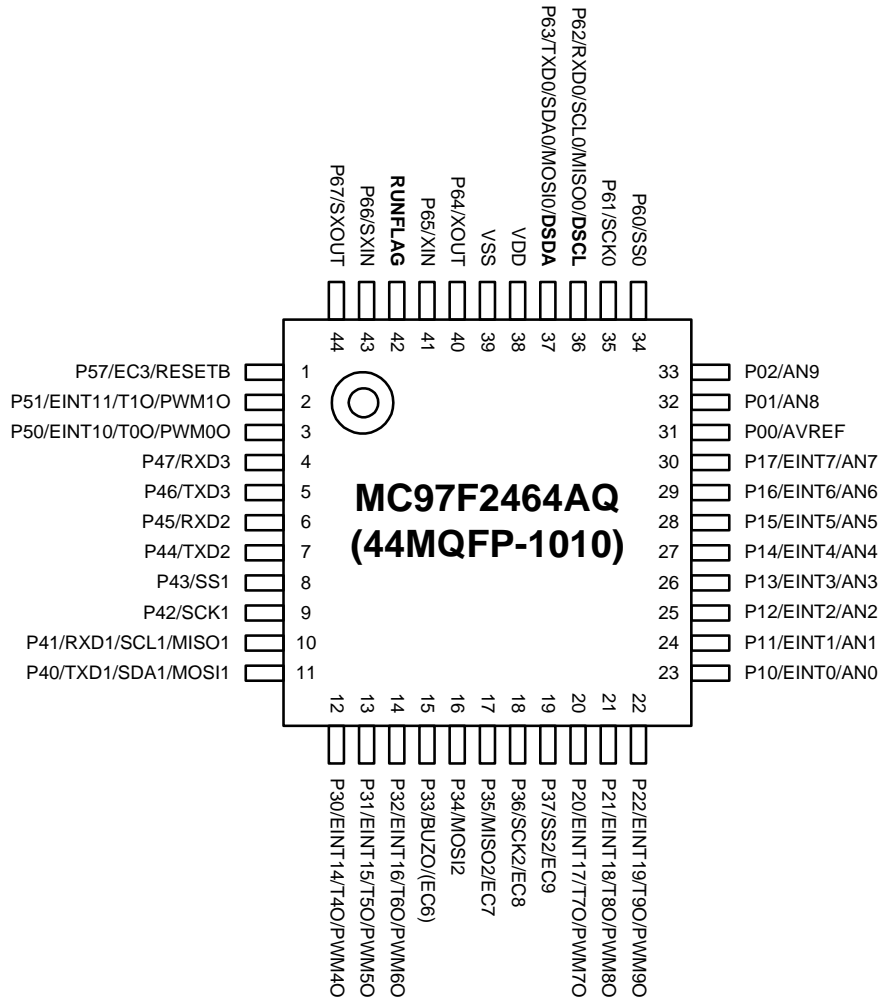 P67/SXOUT
P66/SXIN
RUNFLAG
P65/XIN
P64/XOUT
VSS
VDD
P63/TXD0/SDA0/MOSI0/DSDA
P62/RXD0/SCL0/MISO0/DSCL
P61/SCK0
P60/SS0
44 43 42 41 40 39 38 37 36 35 34
P57/EC3/RESETB 1
P51/EINT11/T1O/PWM1O 2
P50/EINT10/T0O/PWM0O 3
P47/RXD3 4
P46/TXD3 5
P45/RXD2 6
P44/TXD2 7
P43/SS1 8
P42/SCK1 9
P41/RXD1/SCL1/MISO1 10
P40/TXD1/SDA1/MOSI1 11
MC97F2464AQ
(44MQFP-1010)
33 P02/AN9
32 P01/AN8
31 P00/AVREF
30 P17/EINT7/AN7
29 P16/EINT6/AN6
28 P15/EINT5/AN5
27 P14/EINT4/AN4
26 P13/EINT3/AN3
25 P12/EINT2/AN2
24 P11/EINT1/AN1
23 P10/EINT0/AN0
12 13 14 15 16 17 18 19 20 21 22
P30/EINT14/T4O/PWM4O
P31/EINT15/T5O/PWM5O
P32/EINT16/T6O/PWM6O
P33/BUZO/(EC6)
P34/MOSI2
P35/MISO2/EC7
P36/SCK2/EC8
P37/SS2/EC9
P20/EINT17/T7O/PWM7O
P21/EINT18/T8O/PWM8O
P22/EINT19/T9O/PWM9O